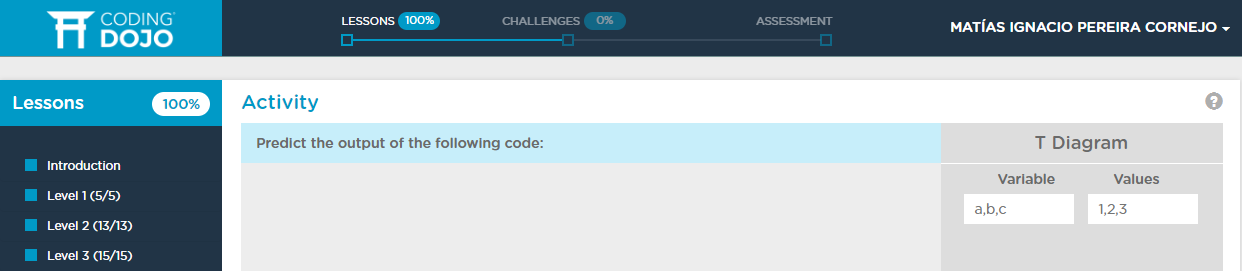 CODING
DOJO
LESSONS 100% CHALLENGES 0% ASSESSMENT
MATÍAS IGNACIO PEREIRA CORNEJO
Lessons 100%
Introduction
Level 1 (5/5)
Level 2 (13/13)
Level 3 (15/15)
Activity
?
Predict the output of the following code:
T Diagram
Variable Values
a,b,c 1,2,3